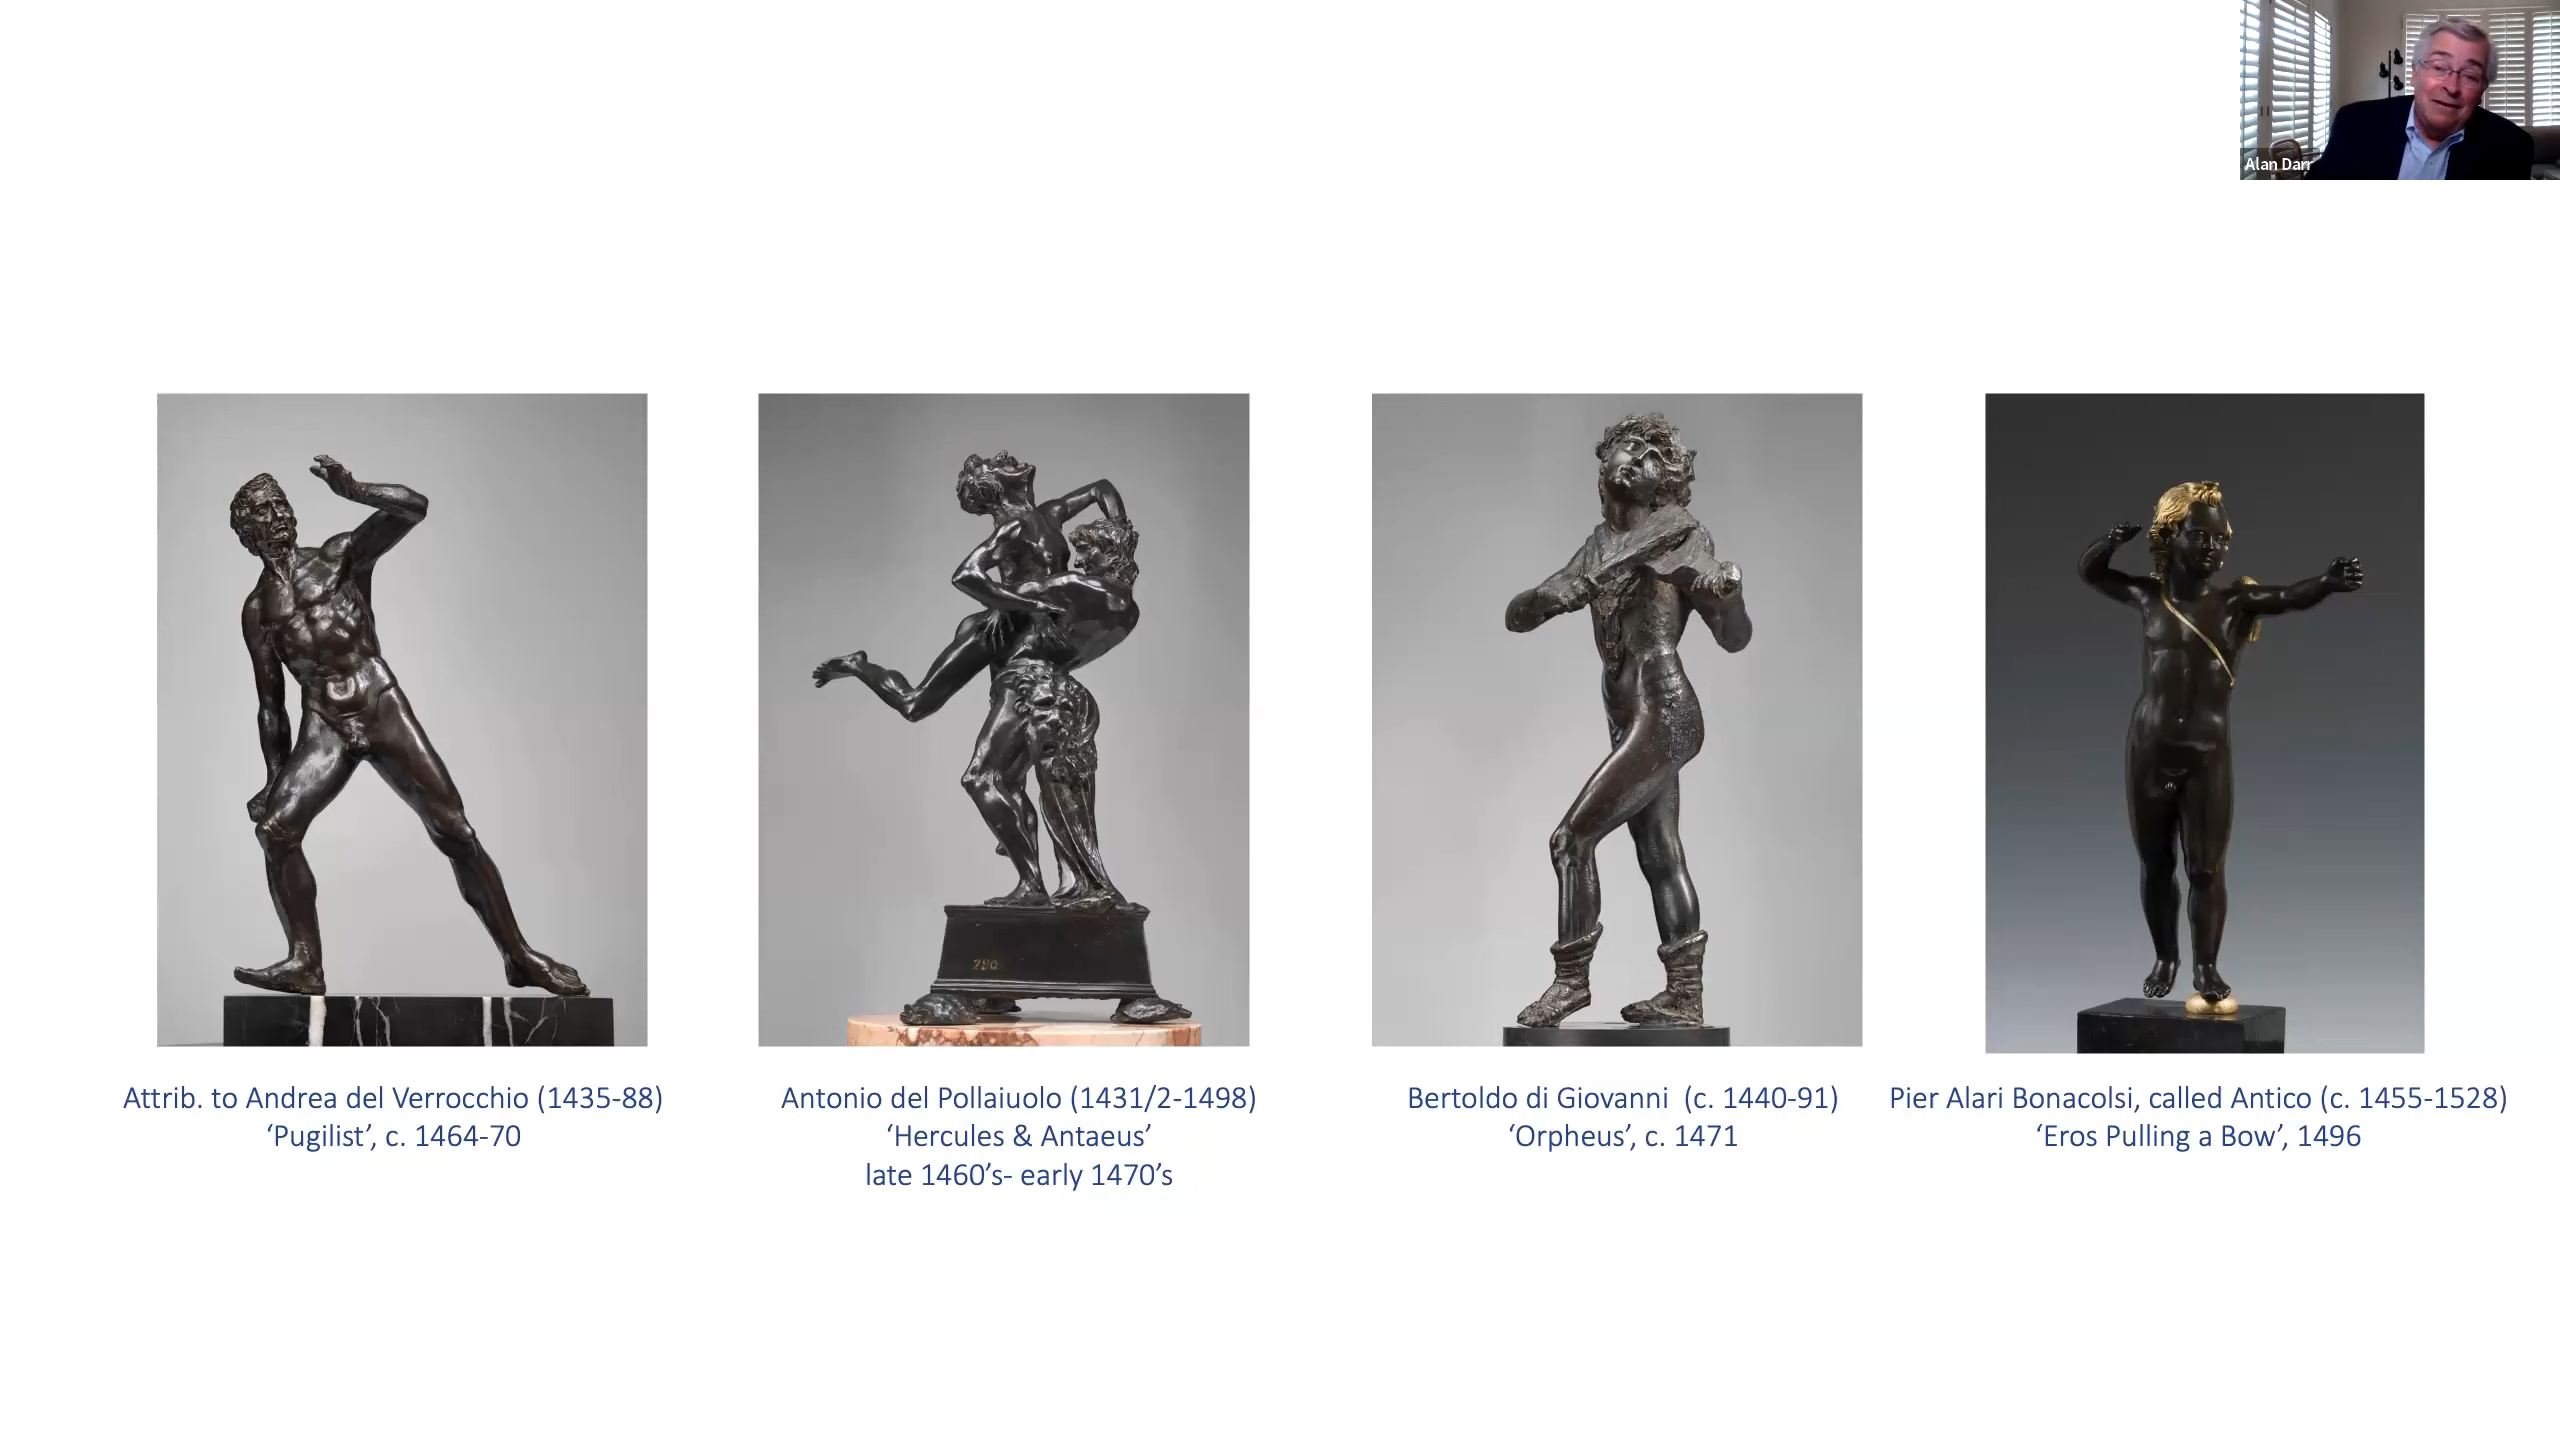 Alan Darr
290
Attrib. to Andrea del Verrocchio (1435-88)
‘Pugilist’, c. 1464-70
Antonio del Pollaiuolo (1431/2-1498)
‘Hercules & Antaeus’
late 1460’s- early 1470’s
Bertoldo di Giovanni  (c. 1440-91)
‘Orpheus’, c. 1471
Pier Alari Bonacolsi, called Antico (c. 1455-1528)
‘Eros Pulling a Bow’, 1496